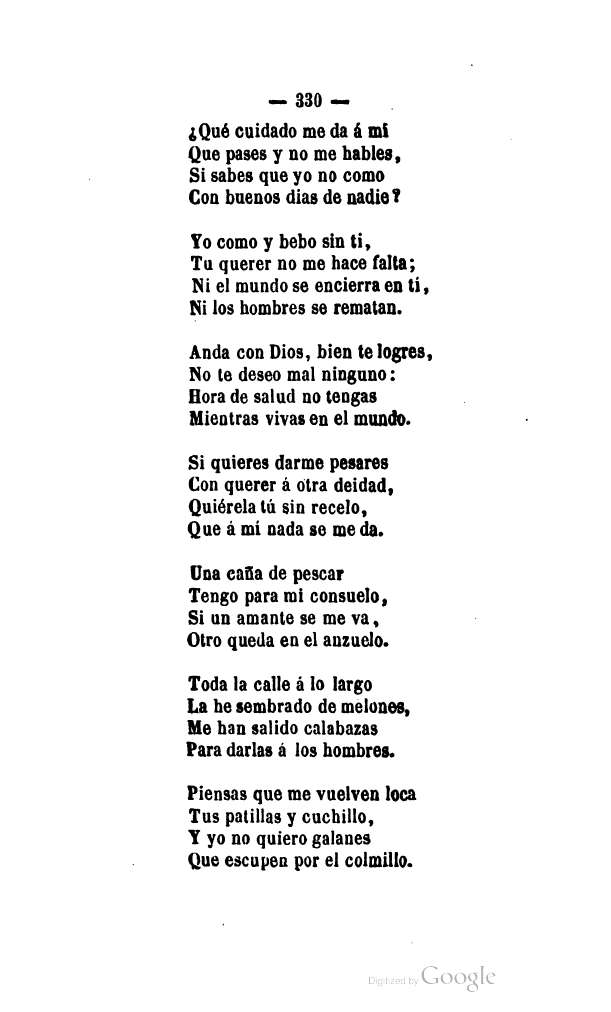 — 330 —
¿Qué cuidado me da á mi
Que pases y no me hables,
Si sabes que yo no como
Con buenos dias de nadie?
Yo como y bebo sin ti,
Tu querer no me hace falta;
Ni el mundo se encierra en tí,
Ni los hombres se rematan.
Anda con Dios, bien te logres,
No te deseo mal ninguno:
Hora de salud no tengas
Mientras vivas en el mundo.
Si quieres darme pesares
Con querer á otra deidad,
Quiérela tú sin recelo,
Que á mí nada se me da.
Una caña de pescar
Tengo para mi consuelo,
Si un amante se me va,
Otro queda en el anzuelo.
Toda la calle á lo largo
La he sembrado de melones,
Me han salido calabazas
Para darlas á los hombres.
Piensas que me vuelven loca
Tus patillas y cuchillo,
Y yo no quiero galanes
Que escupen por el colmillo.
Digitized by Google